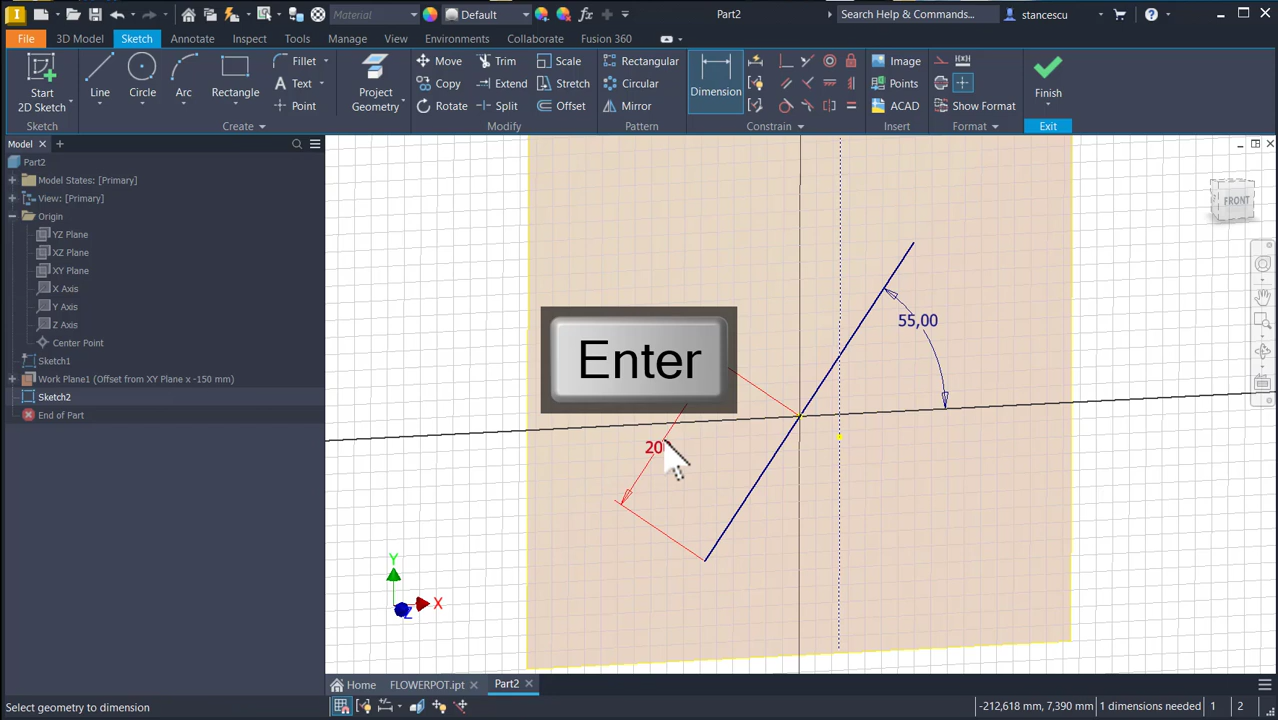 Material
Default
Part2
Search Help & Commands...
stancescu
File
3D Model
Sketch
Annotate
Inspect
Tools
Manage
View
Environments
Collaborate
Fusion 360
Start
2D Sketch
Line
Circle
Arc
Rectangle
Fillet
Text
Point
Project
Geometry
Move
Copy
Rotate
Trim
Extend
Split
Scale
Stretch
Offset
Rectangular
Circular
Mirror
Dimension
Image
Points
ACAD
Show Format
Finish
Sketch
Create
Modify
Pattern
Constrain
Insert
Format
Exit
Model
Part2
Model States: [Primary]
View: [Primary]
Origin
YZ Plane
XZ Plane
XY Plane
X Axis
Y Axis
Z Axis
Center Point
Sketch1
Work Plane1 (Offset from XY Plane x -150 mm)
Sketch2
End of Part
FRONT
55,00
Enter
20
Y
X
Z
Home
FLOWERPOT.ipt
Part2
Select geometry to dimension
-212,618 mm, 7,390 mm
1 dimensions needed
1
2